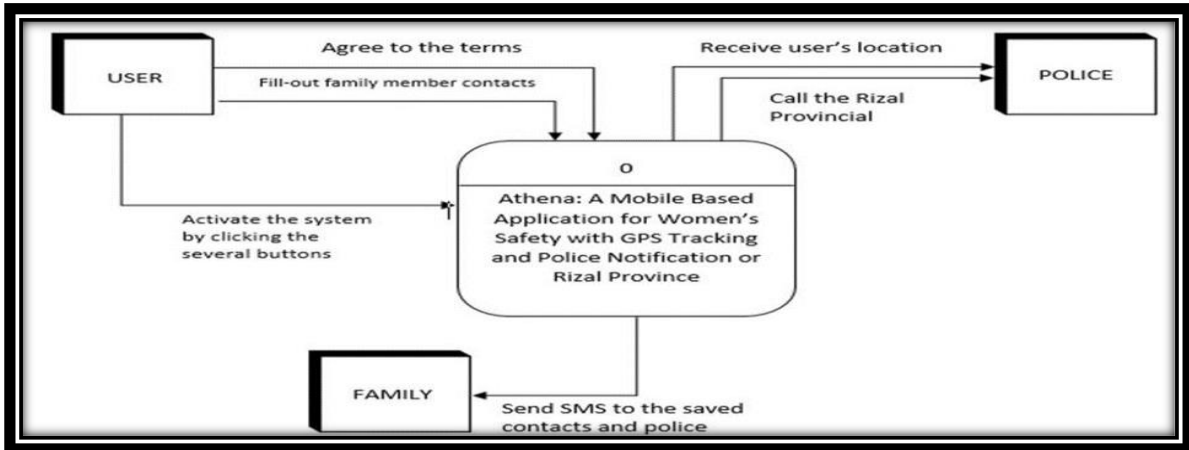 USER
Agree to the terms
Fill-out family member contacts
Receive user's location
Call the Rizal
Provincial
POLICE
Activate the system
by clicking the
several buttons
0
Athena: A Mobile Based
Application for Women's
Safety with GPS Tracking
and Police Notification or
Rizal Province
FAMILY
Send SMS to the saved
contacts and police